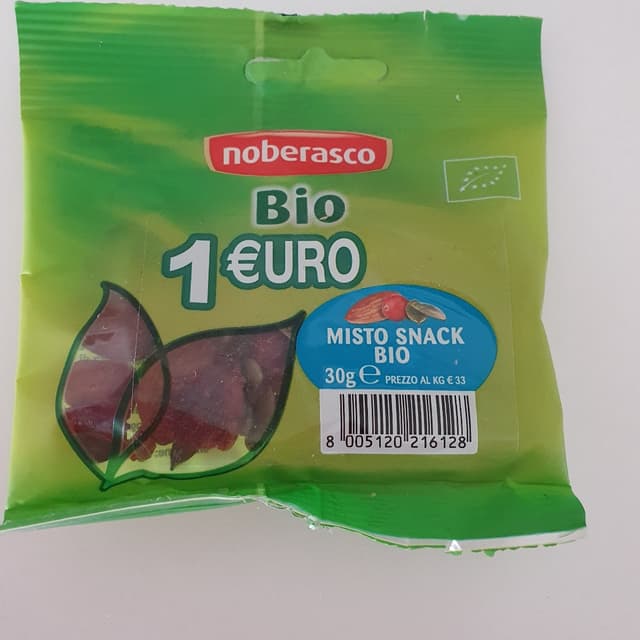 noberasco
Bio
1 €URO
MISTO SNACK
BIO
30g ℮ PREZZO AL KG € 33
8 005120 216128